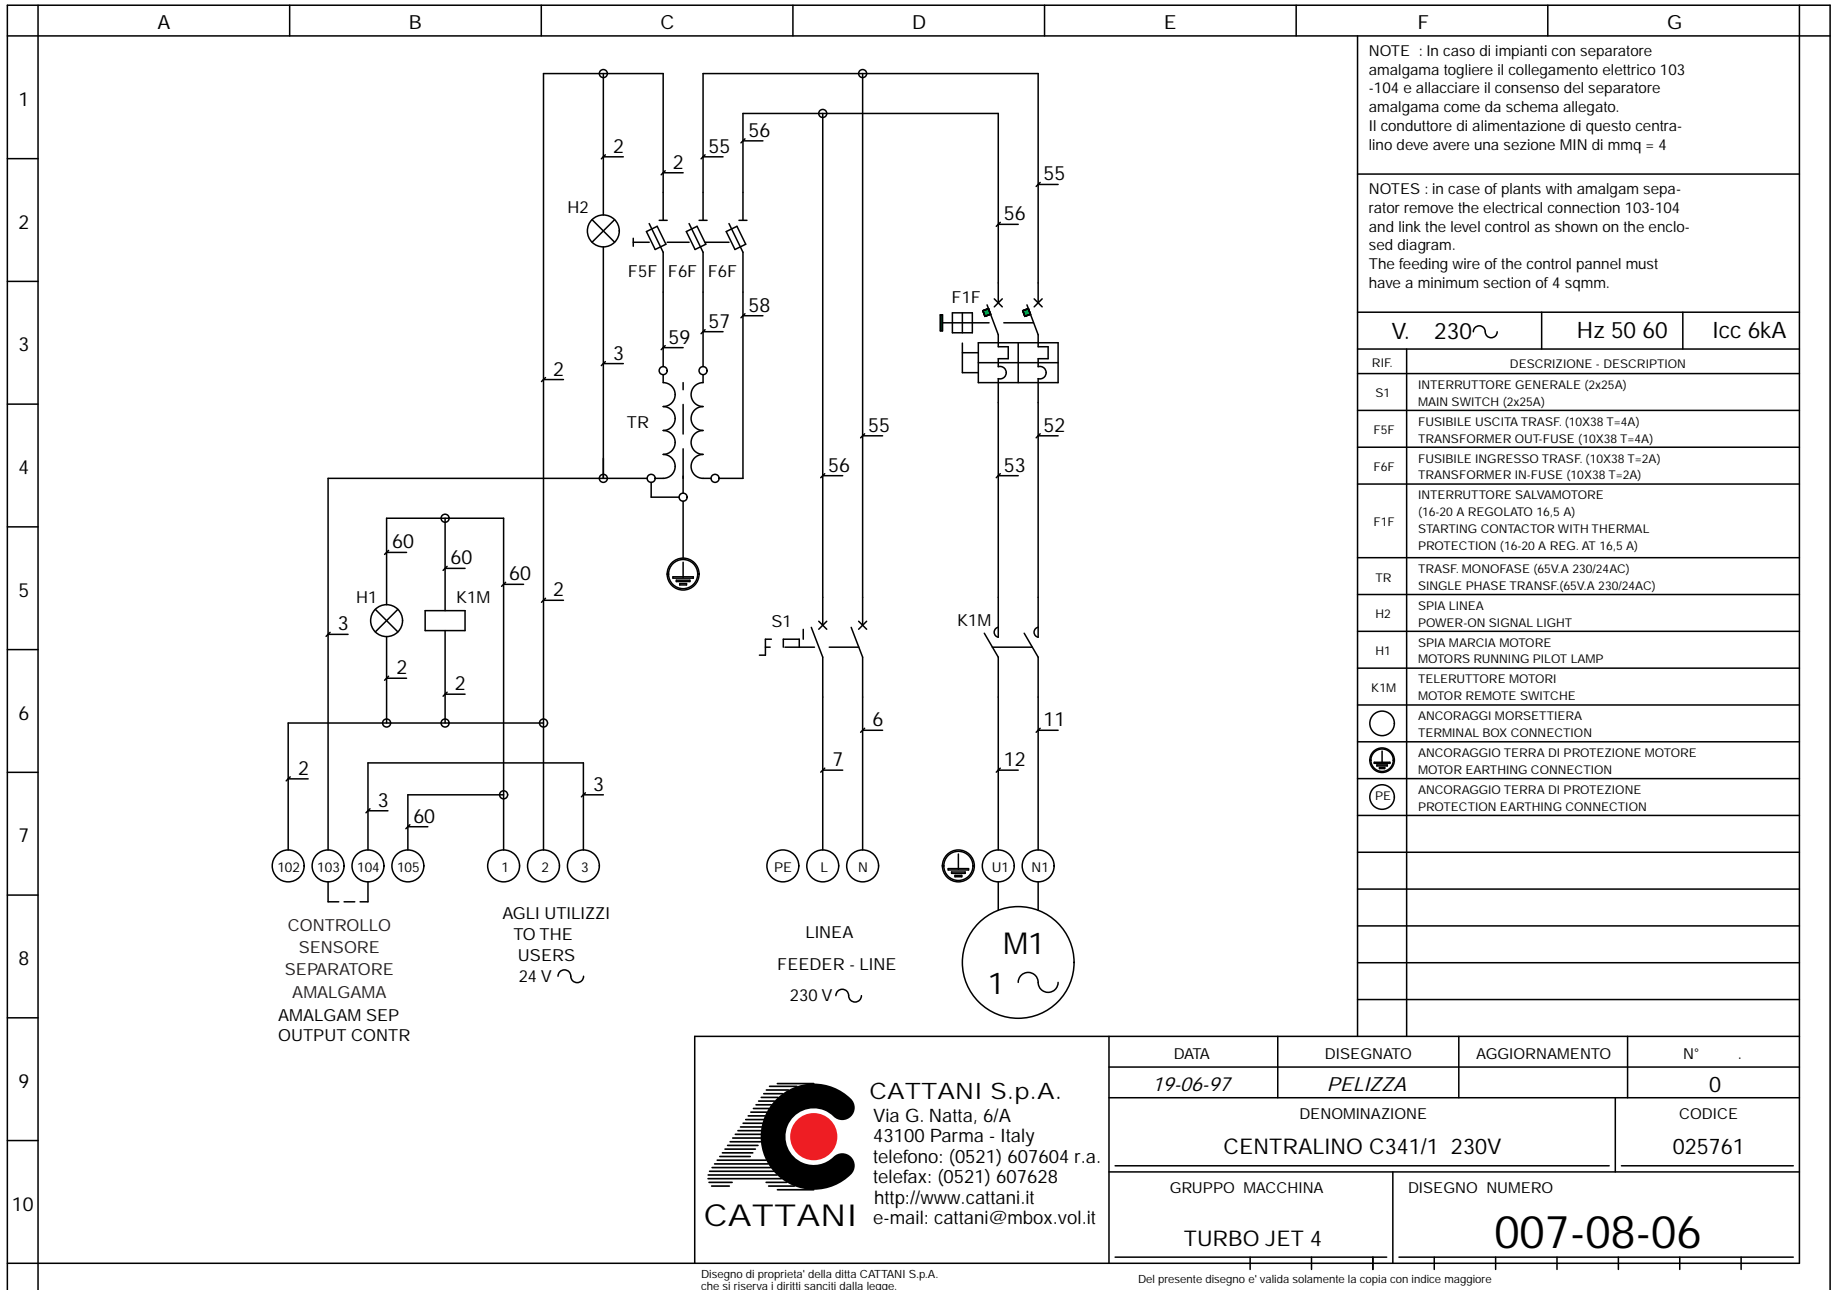 A B C D E F G
1
2
3
4
5
6
7
8
9
10
NOTE : In caso di impianti con separatore
amalgama togliere il collegamento elettrico 103
-104 e allacciare il consenso del separatore
amalgama come da schema allegato.
Il conduttore di alimentazione di questo centra-
lino deve avere una sezione MIN di mmq = 4
NOTES : in case of plants with amalgam sepa-
rator remove the electrical connection 103-104
and link the level control as shown on the enclo-
sed diagram.
The feeding wire of the control pannel must
have a minimum section of 4 sqmm.
V. 230 Hz 50 60 Icc 6kA
RIF. DESCRIZIONE - DESCRIPTION
S1 INTERRUTTORE GENERALE (2x25A)
MAIN SWITCH (2x25A)
F5F FUSIBILE USCITA TRASF. (10X38 T=4A)
TRANSFORMER OUT-FUSE (10X38 T=4A)
F6F FUSIBILE INGRESSO TRASF. (10X38 T=2A)
TRANSFORMER IN-FUSE (10X38 T=2A)
F1F INTERRUTTORE SALVAMOTORE
(16-20 A REGOLATO 16,5 A)
STARTING CONTACTOR WITH THERMAL
PROTECTION (16-20 A REG. AT 16,5 A)
TR TRASF. MONOFASE (65V.A 230/24AC)
SINGLE PHASE TRANSF.(65V.A 230/24AC)
H2 SPIA LINEA
POWER-ON SIGNAL LIGHT
H1 SPIA MARCIA MOTORE
MOTORS RUNNING PILOT LAMP
K1M TELERUTTORE MOTORI
MOTOR REMOTE SWITCHE
ANCORAGGI MORSETTIERA
TERMINAL BOX CONNECTION
ANCORAGGIO TERRA DI PROTEZIONE MOTORE
MOTOR EARTHING CONNECTION
PE ANCORAGGIO TERRA DI PROTEZIONE
PROTECTION EARTHING CONNECTION
2 2 55 56
55
56
H2
F5F F6F F6F
F1F
59 57 58
3
2
TR
55
56
52
53
60 60 60
2
H1 K1M
3
S1
K1M
2 2
6
7
11
12
2
3
60
3
102 103 104 105 1 2 3
PE L N U1 N1
CONTROLLO
SENSORE
SEPARATORE
AMALGAMA
AMALGAM SEP
OUTPUT CONTR
AGLI UTILIZZI
TO THE
USERS
24 V
LINEA
FEEDER - LINE
230 V
M1
1
CATTANI
CATTANI S.p.A.
Via G. Natta, 6/A
43100 Parma - Italy
telefono: (0521) 607604 r.a.
telefax: (0521) 607628
http://www.cattani.it
e-mail: cattani@mbox.vol.it
DATA DISEGNATO AGGIORNAMENTO N° .
19-06-97 PELIZZA 0
DENOMINAZIONE CODICE
CENTRALINO C341/1 230V 025761
GRUPPO MACCHINA DISEGNO NUMERO
TURBO JET 4 007-08-06
Disegno di proprieta' della ditta CATTANI S.p.A.
che si riserva i diritti sanciti dalla legge.
Del presente disegno e' valida solamente la copia con indice maggiore